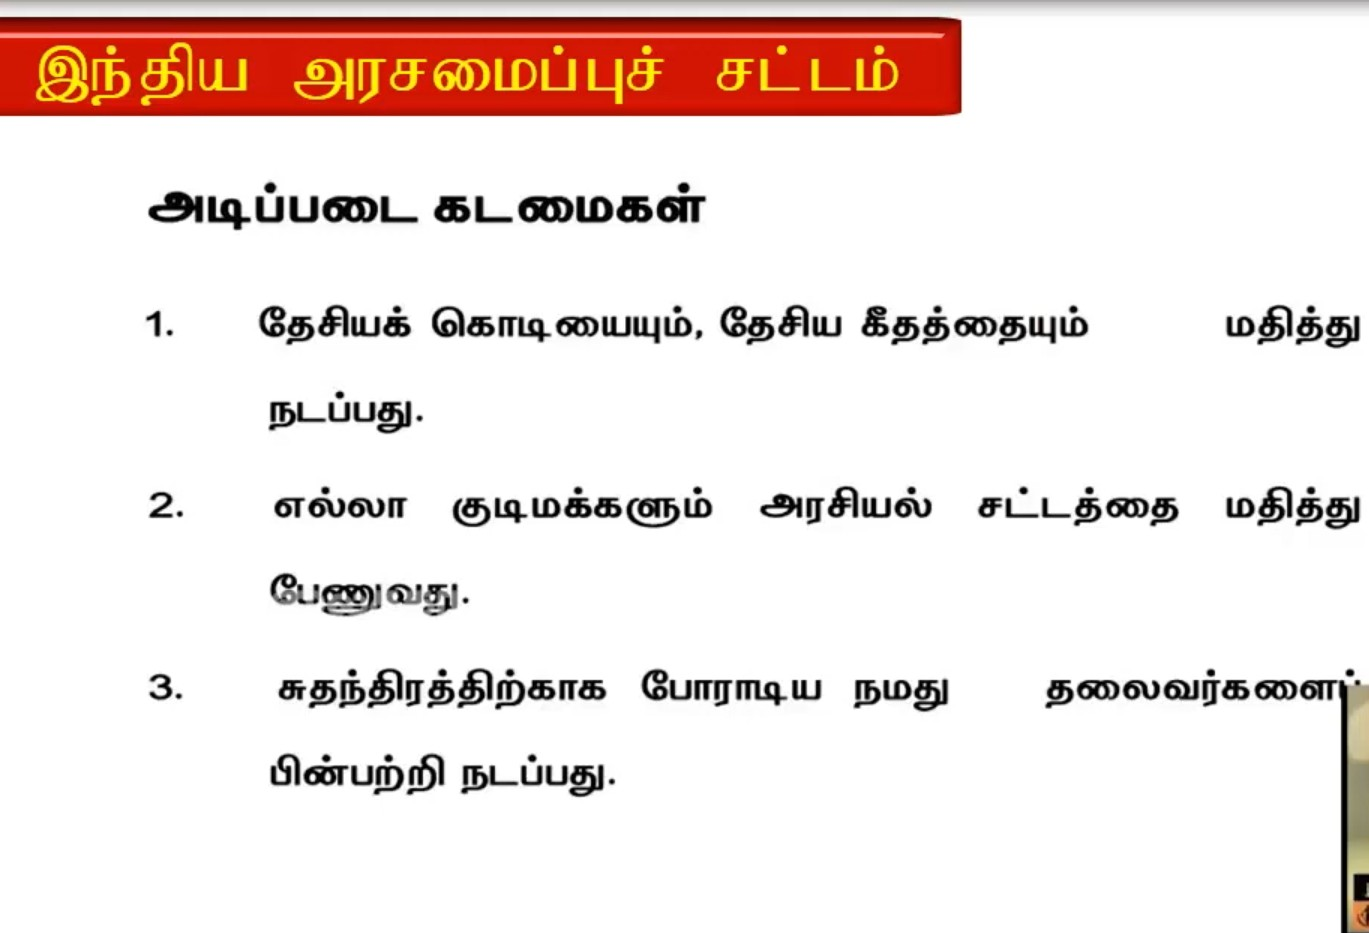 இந்திய அரசமைப்புச் சட்டம்
அடிப்படை கடமைகள்
1. தேசியக் கொடியையும், தேசிய கீதத்தையும் மதித்து
நடப்பது.
2. எல்லா குடிமக்களும் அரசியல் சட்டத்தை மதித்து
பேணுவது.
3. சுதந்திரத்திற்காக போராடிய நமது தலைவர்களைப்
பின்பற்றி நடப்பது.